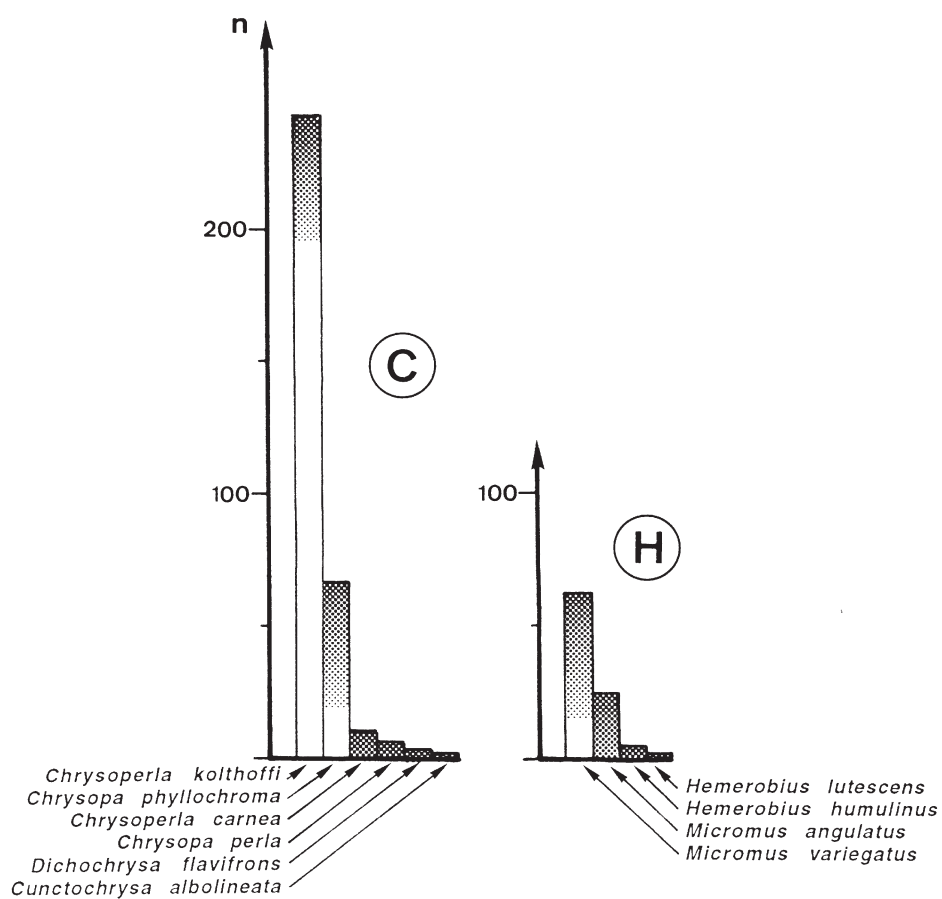 n
200
C
100
100
H
Chrysoperla kolthoffi
Chrysopa phyllochroma
Chrysoperla carnea
Chrysopa perla
Dichochrysa flavifrons
Cunctochrysa albolineata
Hemerobius lutescens
Hemerobius humulinus
Micromus angulatus
Micromus variegatus